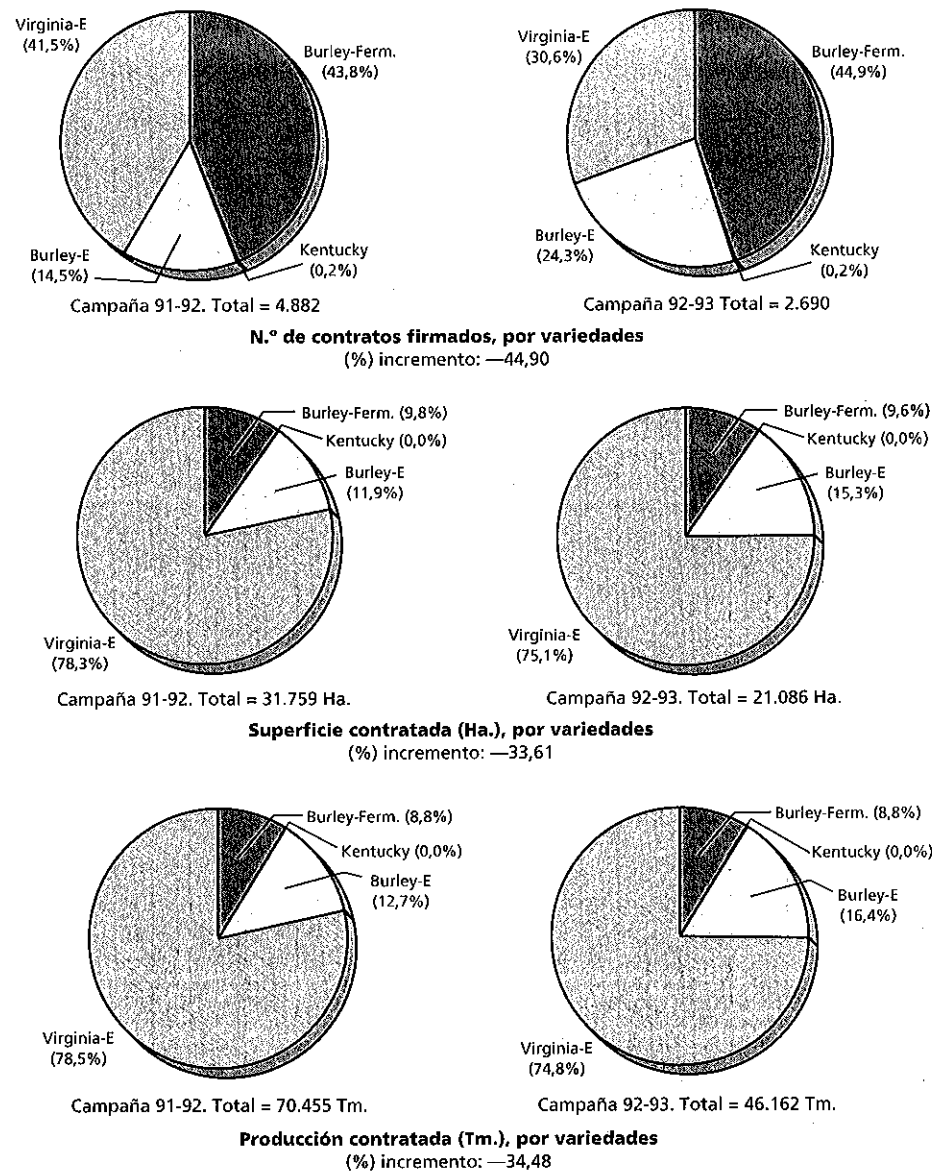 Virginia-E
(41,5%)
Burley-Ferm.
(43,8%)
Burley-E
(14,5%)
Kentucky
(0,2%)
Campaña 91-92. Total = 4.882
Virginia-E
(30,6%)
Burley-Ferm.
(44,9%)
Burley-E
(24,3%)
Kentucky
(0,2%)
Campaña 92-93 Total = 2.690
N.º de contratos firmados, por variedades
(%) incremento: —44,90
Burley-Ferm. (9,8%)
Kentucky (0,0%)
Burley-E
(11,9%)
Virginia-E
(78,3%)
Campaña 91-92. Total = 31.759 Ha.
Burley-Ferm. (9,6%)
Kentucky (0,0%)
Burley-E
(15,3%)
Virginia-E
(75,1%)
Campaña 92-93. Total = 21.086 Ha.
Superficie contratada (Ha.), por variedades
(%) incremento: —33,61
Burley-Ferm. (8,8%)
Kentucky (0,0%)
Burley-E
(12,7%)
Virginia-E
(78,5%)
Campaña 91-92. Total = 70.455 Tm.
Burley-Ferm. (8,8%)
Kentucky (0,0%)
Burley-E
(16,4%)
Virginia-E
(74,8%)
Campaña 92-93. Total = 46.162 Tm.
Producción contratada (Tm.), por variedades
(%) incremento: —34,48